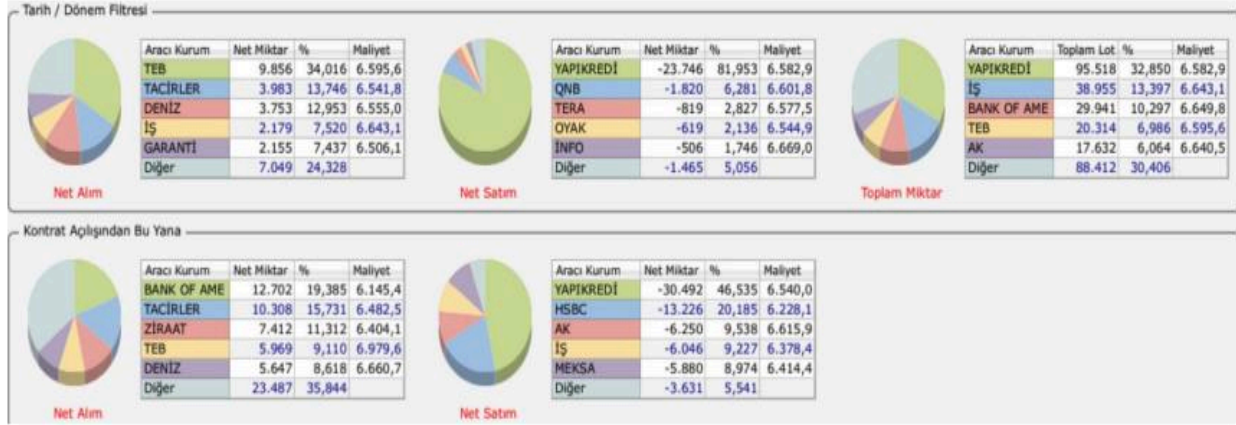 Tarih / Dönem Filtresi
Aracı Kurum Net Miktar % Maliyet
TEB 9.856 34,016 6.595,6
TACİRLER 3.983 13,746 6.541,8
DENİZ 3.753 12,953 6.555,0
İŞ 2.179 7,520 6.643,1
GARANTİ 2.155 7,437 6.506,1
Diğer 7.049 24,328
Net Alım
Aracı Kurum Net Miktar % Maliyet
YAPIKREDİ -23.746 81,953 6.582,9
QNB -1.820 6,281 6.601,8
TERA -819 2,827 6.577,5
OYAK -619 2,136 6.544,9
İNFO -506 1,746 6.669,0
Diğer -1.465 5,056
Net Satım
Aracı Kurum Toplam Lot % Maliyet
YAPIKREDİ 95.518 32,850 6.582,9
İŞ 38.955 13,397 6.643,1
BANK OF AME 29.941 10,297 6.649,8
TEB 20.314 6,986 6.595,6
AK 17.632 6,064 6.640,5
Diğer 88.412 30,406
Toplam Miktar
Kontrat Açılışından Bu Yana
Aracı Kurum Net Miktar % Maliyet
BANK OF AME 12.702 19,385 6.145,4
TACİRLER 10.308 15,731 6.482,5
ZİRAAT 7.412 11,312 6.404,1
TEB 5.969 9,110 6.979,6
DENİZ 5.647 8,618 6.660,7
Diğer 23.487 35,844
Net Alım
Aracı Kurum Net Miktar % Maliyet
YAPIKREDİ -30.492 46,535 6.540,0
HSBC -13.226 20,185 6.228,1
AK -6.250 9,538 6.615,9
İŞ -6.046 9,227 6.378,4
MEKSA -5.880 8,974 6.414,4
Diğer -3.631 5,541
Net Satım